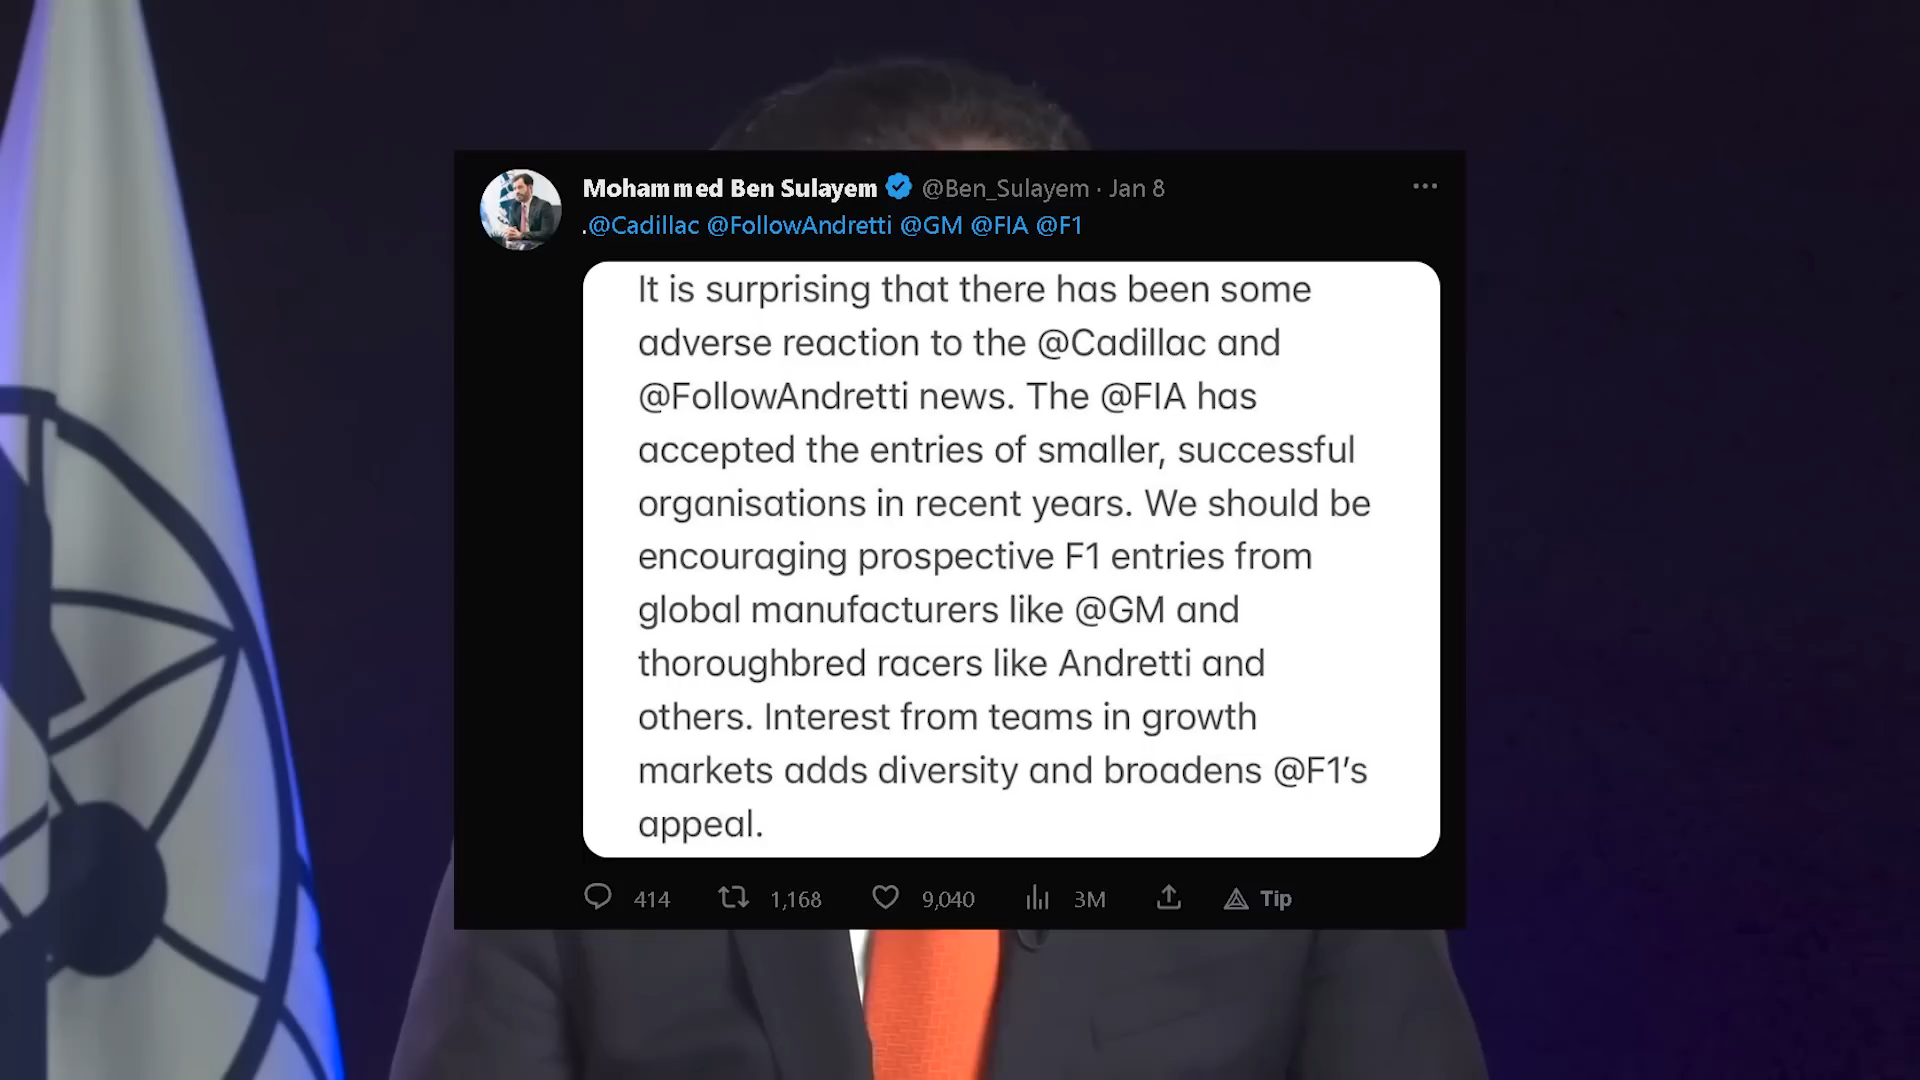 Mohammed Ben Sulayem @Ben_Sulayem · Jan 8
.@Cadillac @FollowAndretti @GM @FIA @F1
It is surprising that there has been some
adverse reaction to the @Cadillac and
@FollowAndretti news. The @FIA has
accepted the entries of smaller, successful
organisations in recent years. We should be
encouraging prospective F1 entries from
global manufacturers like @GM and
thoroughbred racers like Andretti and
others. Interest from teams in growth
markets adds diversity and broadens @F1’s
appeal.
414 1,168 9,040 3M Tip